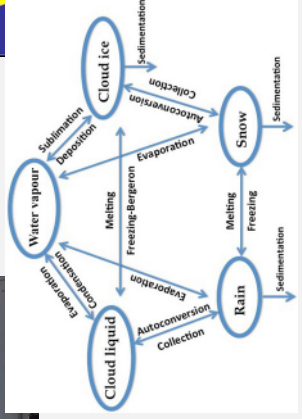 Water vapour
Evaporation
Condensation
Sublimation
Deposition
Cloud liquid
Melting
Freezing-Bergeron
Cloud ice
Sedimentation
Evaporation
Evaporation
Autoconversion
Collection
Autoconversion
Collection
Rain
Melting
Freezing
Snow
Sedimentation
Sedimentation